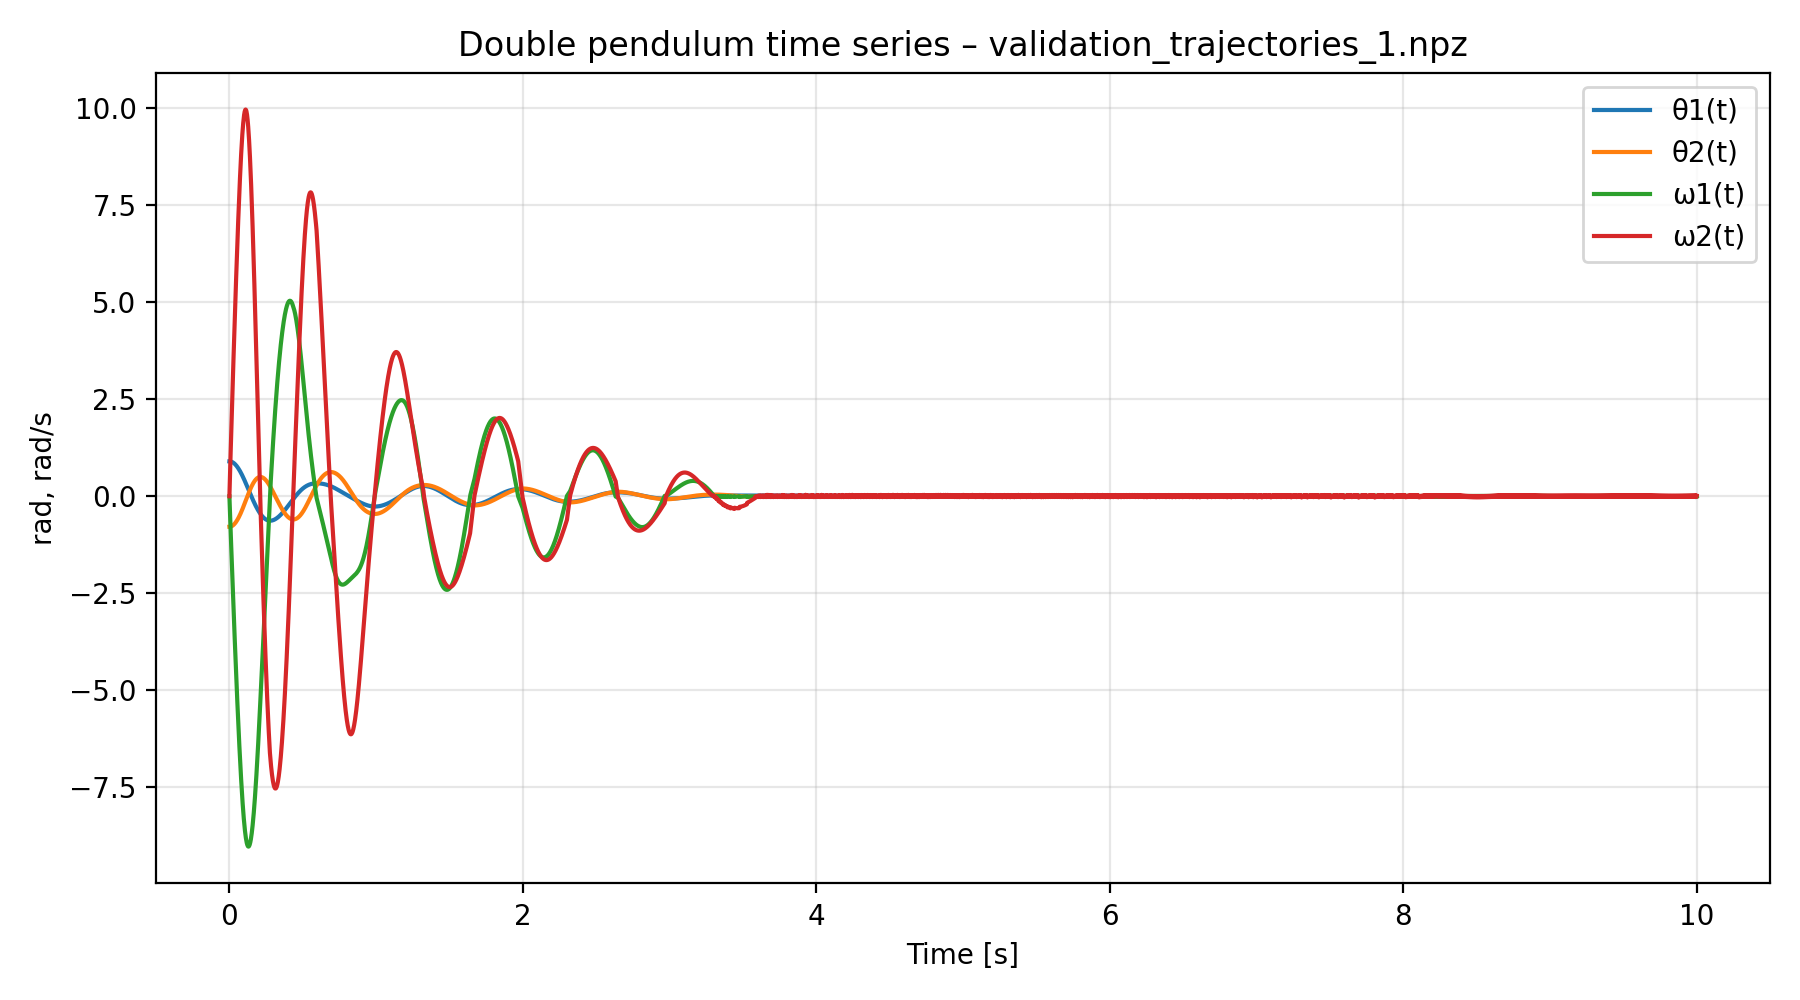 Double pendulum time series – validation_trajectories_1.npz
θ1(t)
θ2(t)
ω1(t)
ω2(t)
rad, rad/s
10.0
7.5
5.0
2.5
0.0
−2.5
−5.0
−7.5
0
2
4
6
8
10
Time [s]